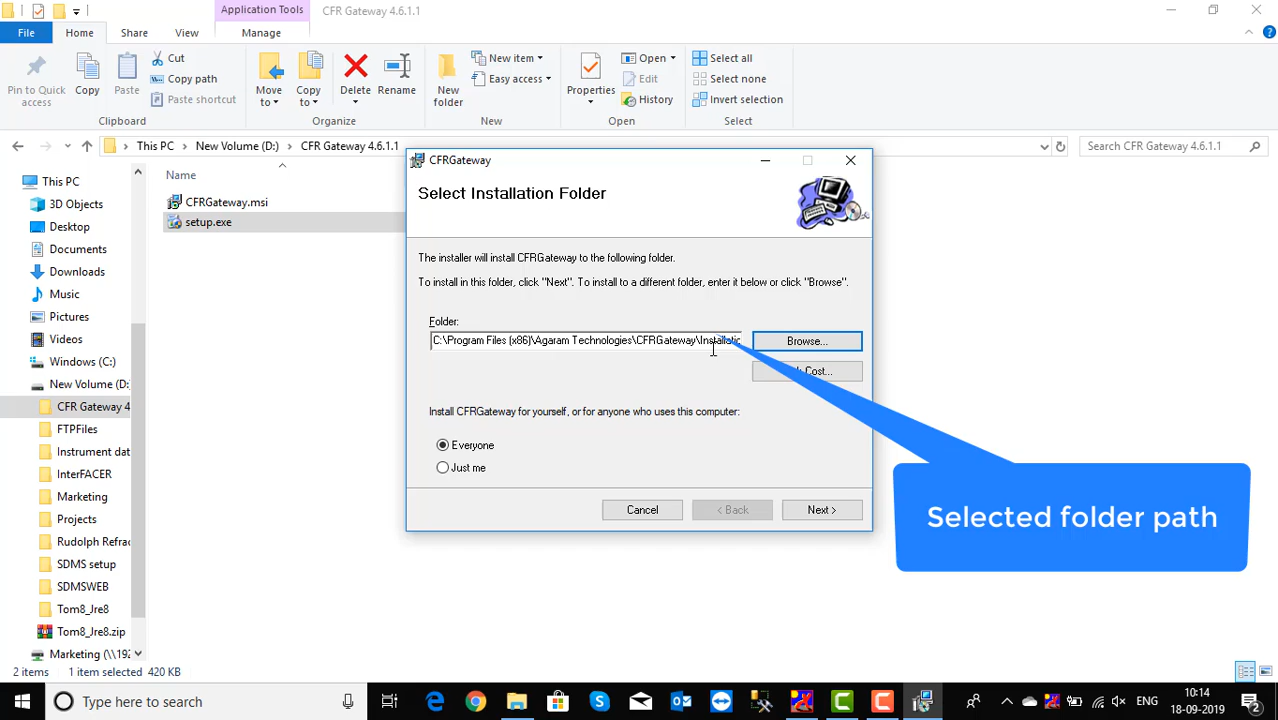 Application Tools
CFR Gateway 4.6.1.1
File
Home
Share
View
Manage
Pin to Quick access
Copy
Paste
Cut
Copy path
Paste shortcut
Clipboard
Move to
Copy to
Delete
Rename
Organize
New folder
New item
Easy access
New
Properties
Open
Edit
History
Open
Select all
Select none
Invert selection
Select
This PC
New Volume (D:)
CFR Gateway 4.6.1.1
Search CFR Gateway 4.6.1.1
This PC
3D Objects
Desktop
Documents
Downloads
Music
Pictures
Videos
Windows (C:)
New Volume (D:
CFR Gateway 4
FTPFiles
Instrument dat
InterFACER
Marketing
Projects
Rudolph Refrac
SDMS setup
SDMSWEB
Tom8_Jre8
Tom8_Jre8.zip
Marketing (\\192
Name
CFRGateway.msi
setup.exe
CFRGateway
Select Installation Folder
The installer will install CFRGateway to the following folder.
To install in this folder, click "Next". To install to a different folder, enter it below or click "Browse".
Folder:
C:\Program Files (x86)\Agaram Technologies\CFRGateway\Installatic
Browse...
Cost...
Install CFRGateway for yourself, or for anyone who uses this computer:
Everyone
Just me
Cancel
< Back
Next >
Selected folder path
2 items
1 item selected
420 KB
Type here to search
ENG
10:14
18-09-2019
2